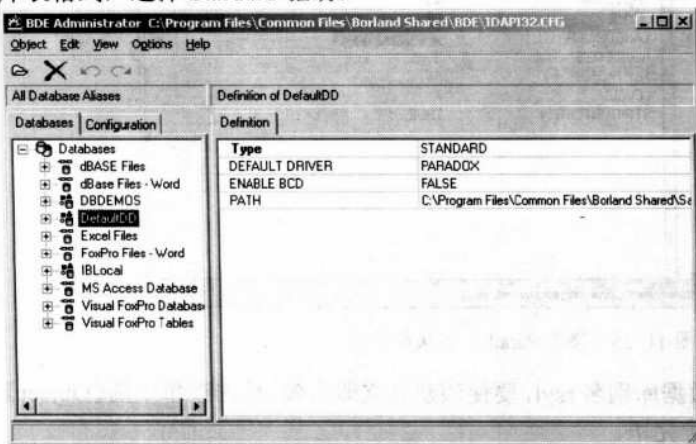 BDE Administrator C:\Program Files\Common Files\Borland Shared\BDE\IDAPI32.CFG
Object Edit View Options Help
All Database Aliases
Definition of DefaultDD
Databases
Configuration
Definition
Databases
dBASE Files
dBase Files - Word
DBDEMOS
DefaultDD
Excel Files
FoxPro Files - Word
IBLocal
MS Access Database
Visual FoxPro Databas
Visual FoxPro Tables
Type STANDARD
DEFAULT DRIVER PARADOX
ENABLE BCD FALSE
PATH C:\Program Files\Common Files\Borland Shared\Sa